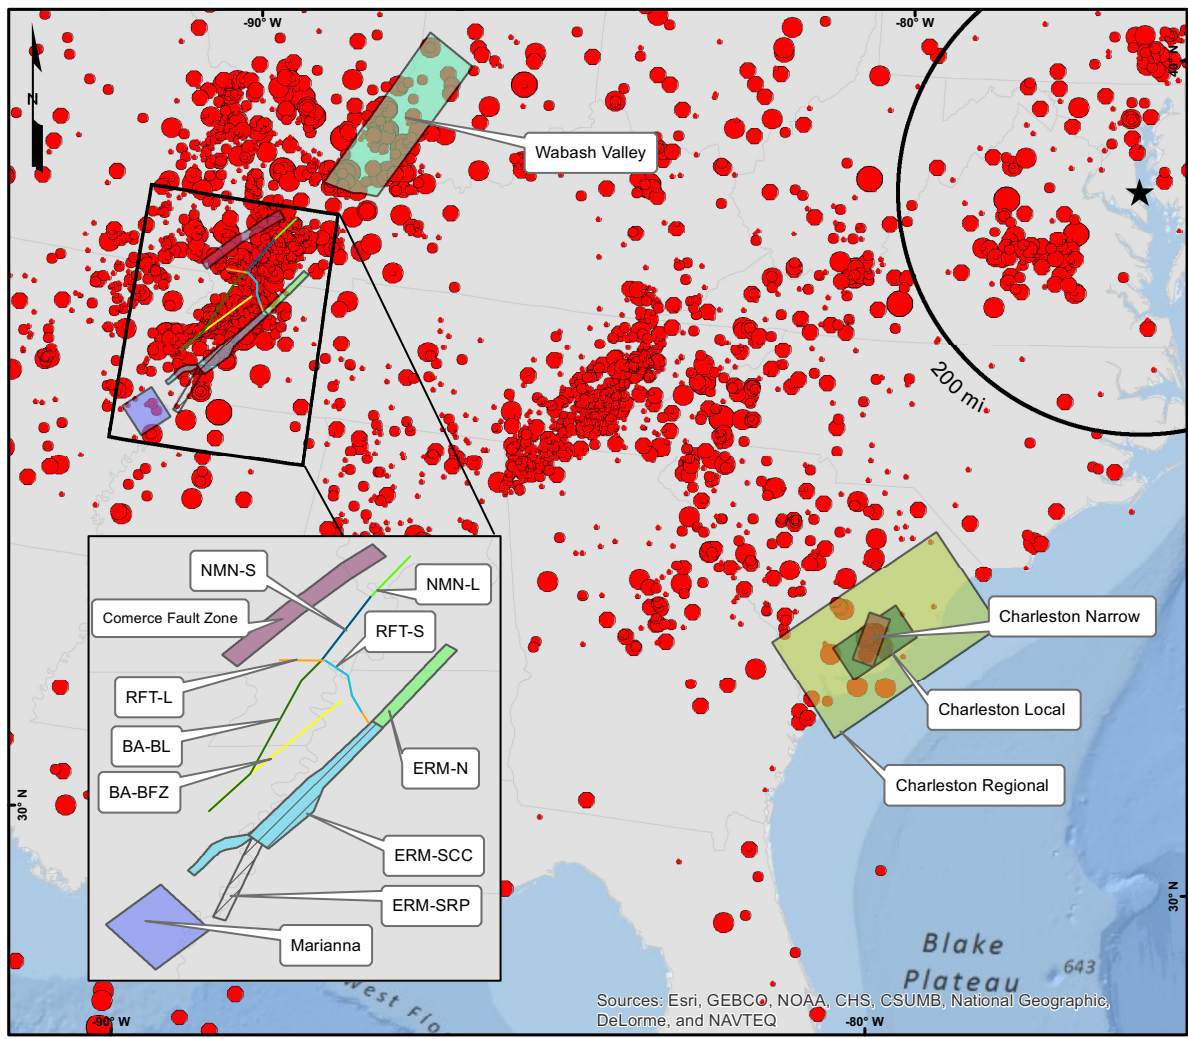 -90° W
-80° W
40° N
N
Wabash Valley
200 mi.
NMN-S
NMN-L
Comerce Fault Zone
RFT-S
RFT-L
BA-BL
BA-BFZ
ERM-N
ERM-SCC
ERM-SRP
Marianna
Charleston Narrow
Charleston Local
Charleston Regional
30° N
30° N
Blake
Plateau
643
West Flo
Sources: Esri, GEBCO, NOAA, CHS, CSUMB, National Geographic,
DeLorme, and NAVTEQ
-90° W
-80° W